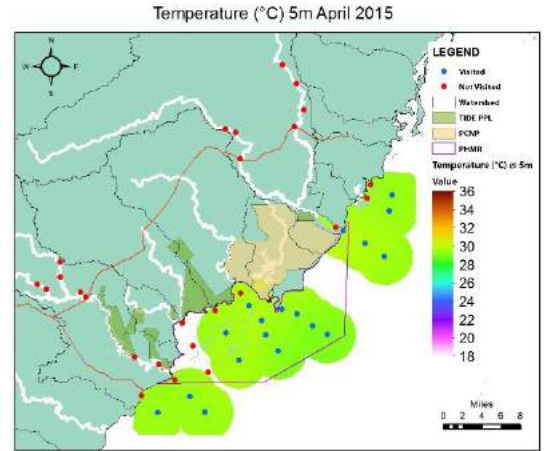 Temperature (°C) 5m April 2015
N
W
E
S
LEGEND
Visited
Not Visited
Watershed
TIDE PPL
PCNP
PHMR
Temperature (°C) @ 5m
Value
36
34
32
30
28
26
24
22
20
18
Miles
0 2 4 6 8